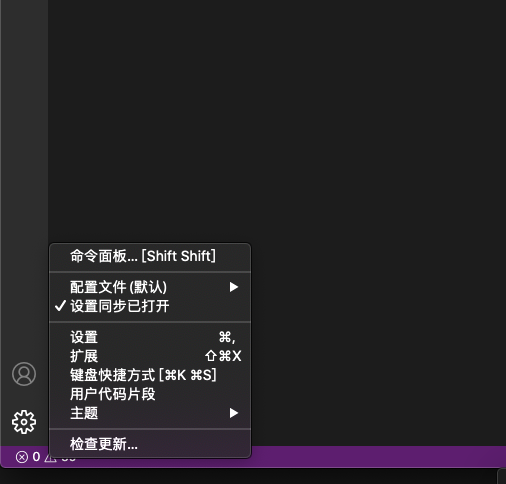 命令面板... [Shift Shift]
配置文件 (默认)
设置同步已打开
设置 ⌘,
扩展 ⇧⌘X
键盘快捷方式 [⌘K ⌘S]
用户代码片段
主题
检查更新...
0